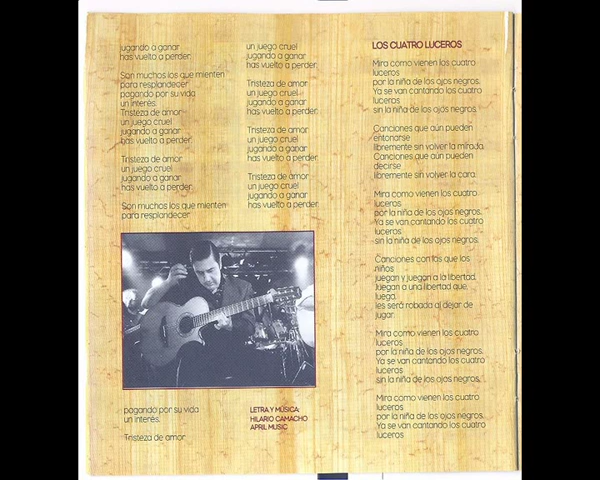 jugando a ganar
has vuelto a perder.
Son muchos los que mienten
para resplandecer
pagando por su vida
un interés.
Tristeza de amor
un juego cruel
jugando a ganar
has vuelto a perder.
Tristeza de amor
un juego cruel
jugando a ganar
has vuelto a perder.
Son muchos los que mienten
para resplandecer
pagando por su vida
un interés.
Tristeza de amor
un juego cruel
jugando a ganar
has vuelto a perder.
Tristeza de amor
un juego cruel
jugando a ganar
has vuelto a perder.
Tristeza de amor
un juego cruel
jugando a ganar
has vuelto a perder.
Tristeza de amor
un juego cruel
jugando a ganar
has vuelto a perder
LETRA Y MÚSICA:
HILARIO CAMACHO
APRIL MUSIC
LOS CUATRO LUCEROS
Mira como vienen los cuatro
luceros
por la niña de los ojos negros.
Ya se van cantando los cuatro
luceros
sin la niña de los ojos negros.
Canciones que aún pueden
entonarse
libremente sin volver la mirada.
Canciones que aún pueden
decirse
libremente sin volver la cara.
Mira como vienen los cuatro
luceros
por la niña de los ojos negros.
Ya se van cantando los cuatro
luceros
sin la niña de los ojos negros.
Canciones con las que los
niños
juegan y juegan a la libertad.
Juegan a una libertad que,
luego,
les será robada al dejar de
jugar.
Mira como vienen los cuatro
luceros
por la niña de los ojos negros.
Ya se van cantando los cuatro
luceros
sin la niña de los ojos negros.
Mira como vienen los cuatro
luceros
por la niña de los ojos negros.
Ya se van cantando los cuatro
luceros